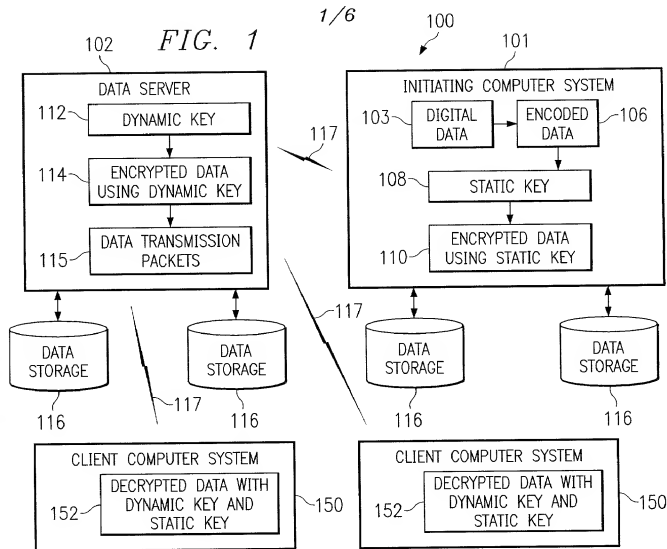 1/6
FIG. 1
100
102
101
DATA SERVER
112
DYNAMIC KEY
114
ENCRYPTED DATA
USING DYNAMIC KEY
115
DATA TRANSMISSION
PACKETS
117
INITIATING COMPUTER SYSTEM
103
DIGITAL
DATA
ENCODED
DATA
106
108
STATIC KEY
110
ENCRYPTED DATA
USING STATIC KEY
117
117
DATA
STORAGE
116
DATA
STORAGE
116
DATA
STORAGE
116
DATA
STORAGE
116
CLIENT COMPUTER SYSTEM
152
DECRYPTED DATA WITH
DYNAMIC KEY AND
STATIC KEY
150
CLIENT COMPUTER SYSTEM
152
DECRYPTED DATA WITH
DYNAMIC KEY AND
STATIC KEY
150